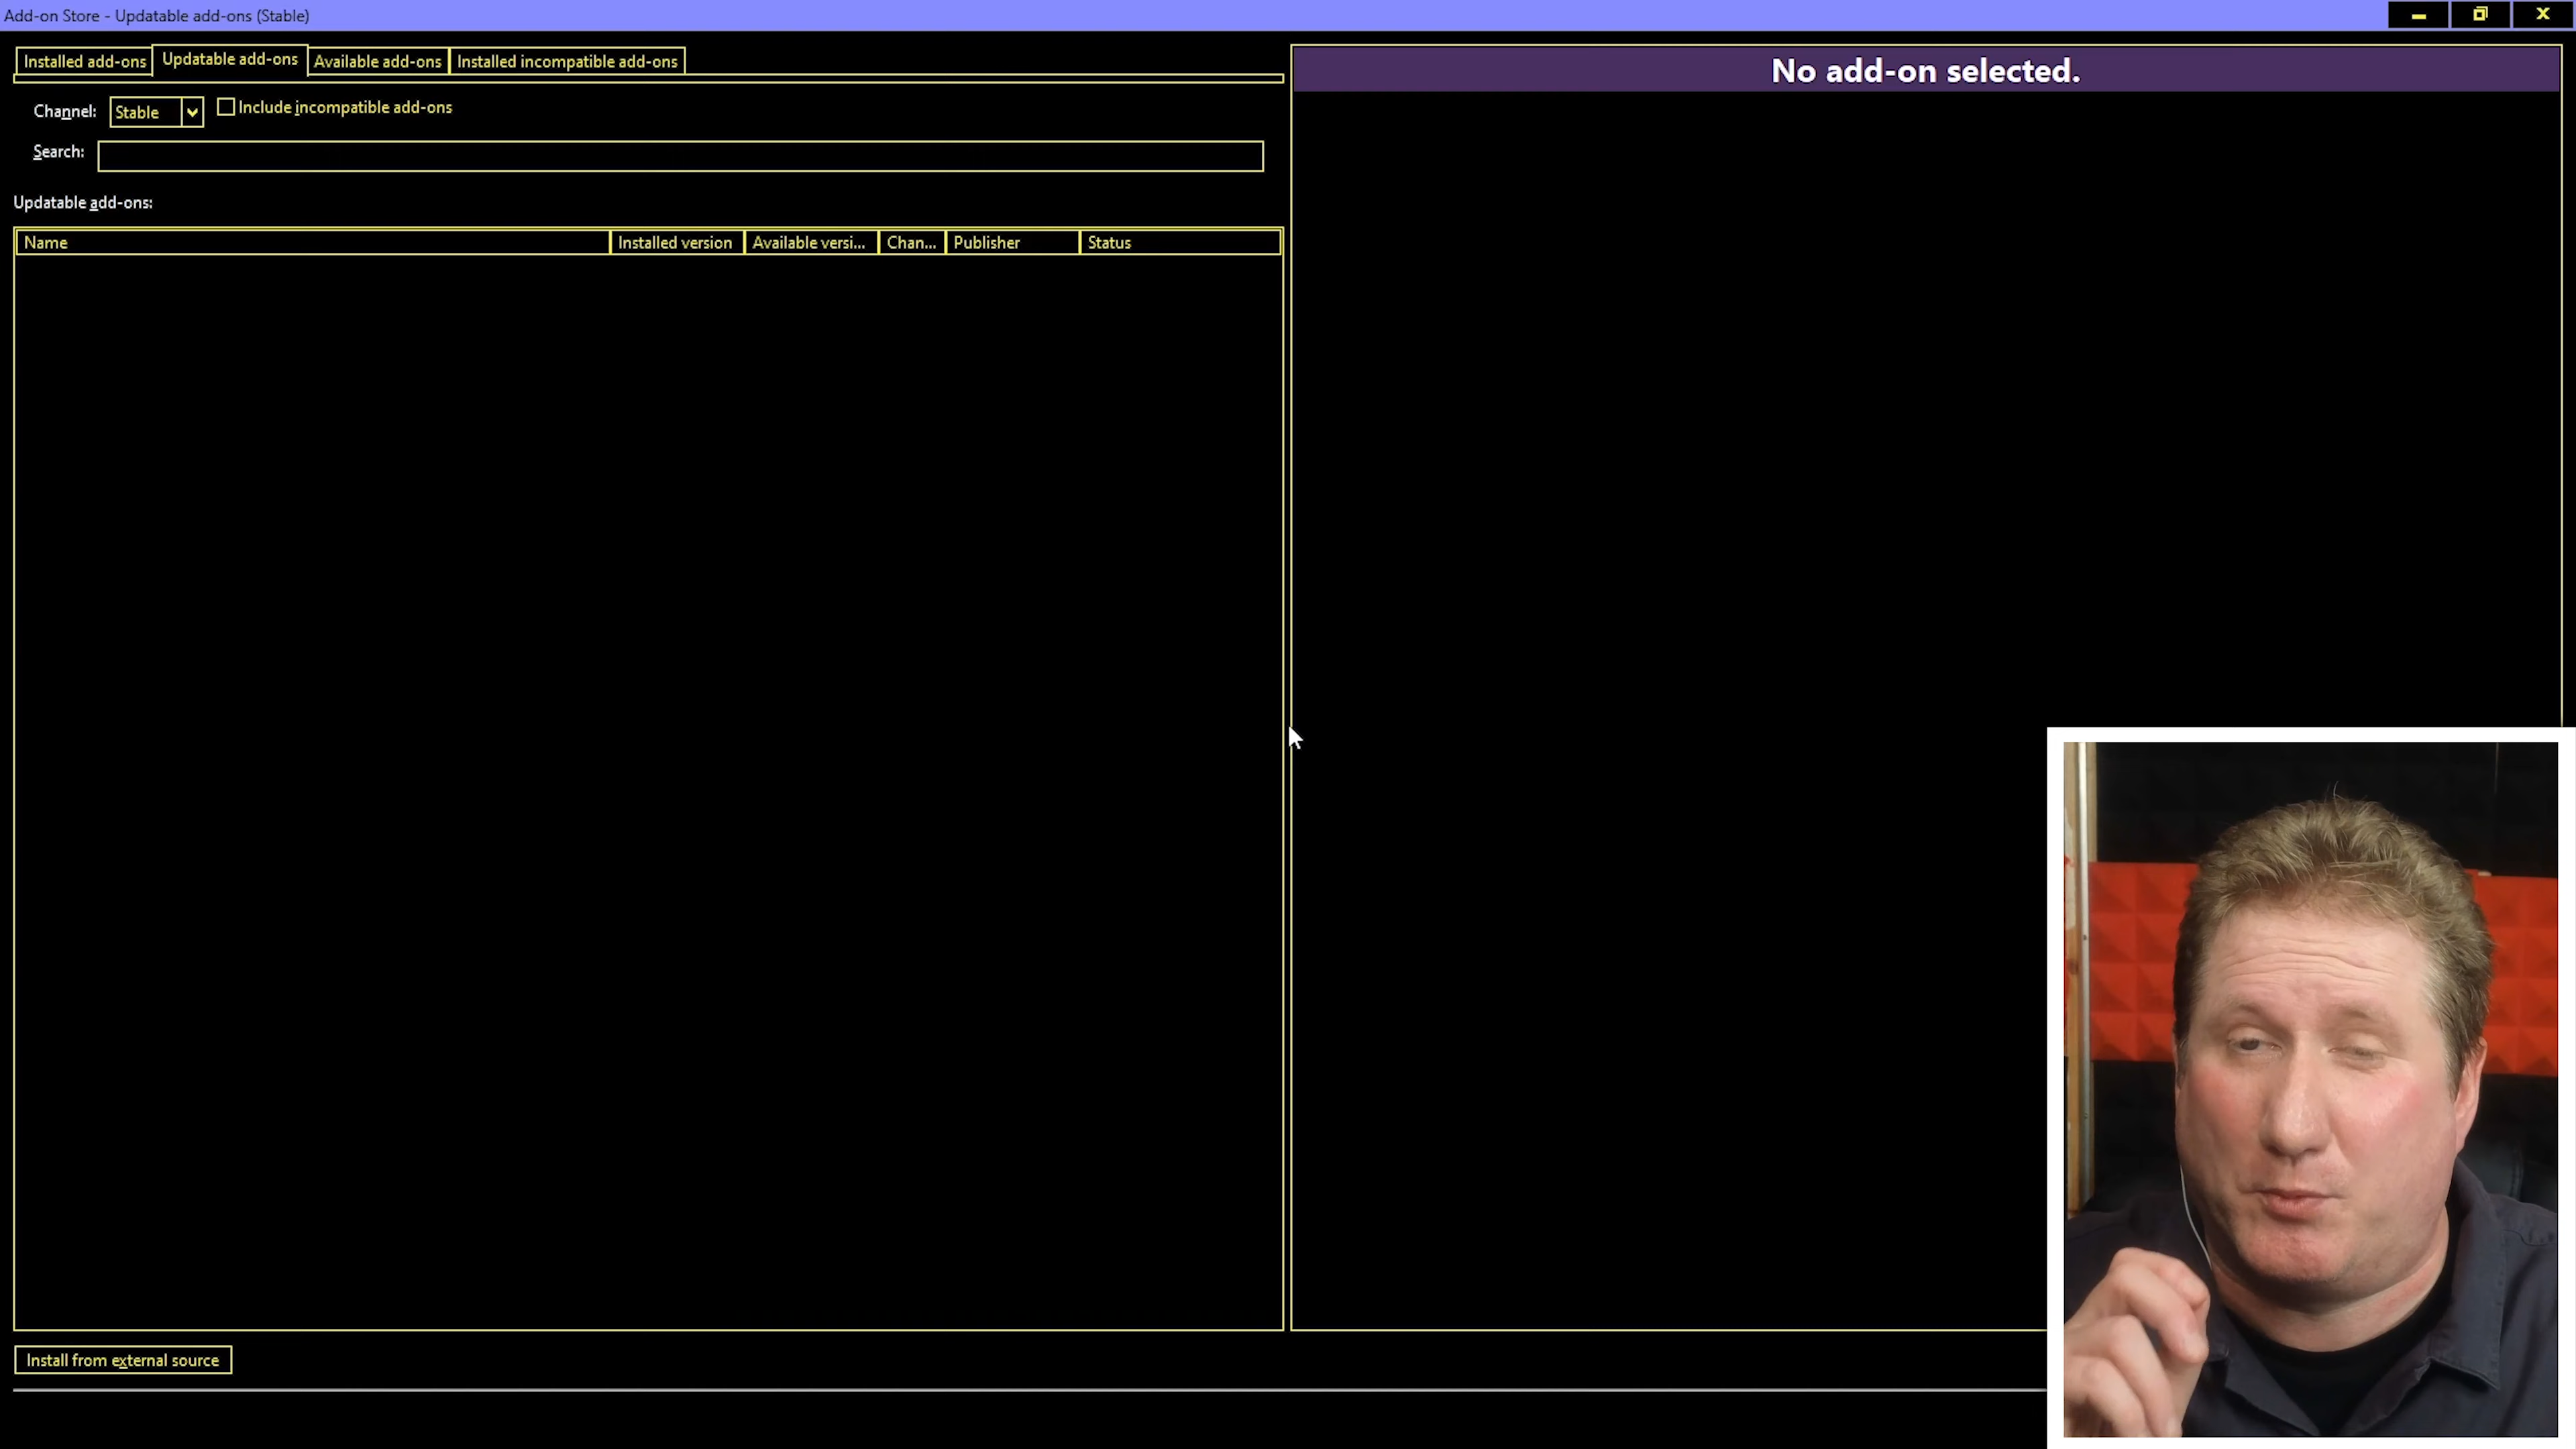 Add-on Store - Updatable add-ons (Stable)
Installed add-ons Updatable add-ons Available add-ons Installed incompatible add-ons
No add-on selected.
Channel: Stable Include incompatible add-ons
Search:
Updatable add-ons:
Name Installed version Available versi... Chan... Publisher Status
Install from external source